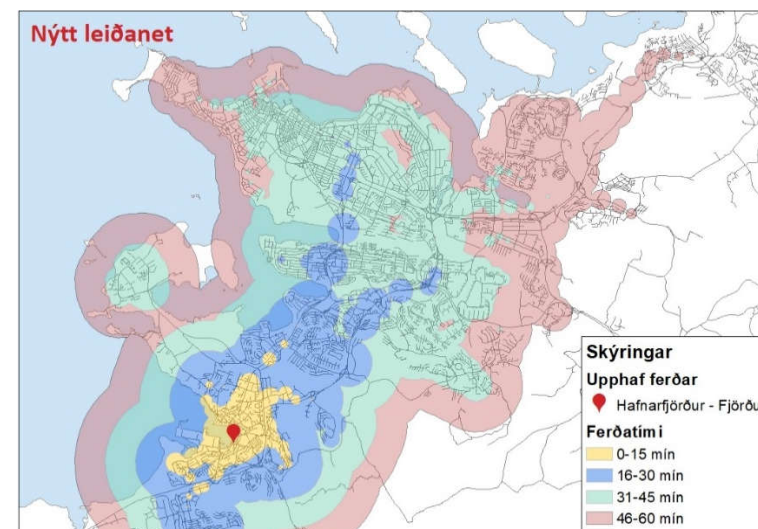 Nýtt leiðanet
Skýringar
Upphaf ferðar
Hafnarfjörður - Fjörðu
Ferðatími
0-15 mín
16-30 mín
31-45 mín
46-60 mín